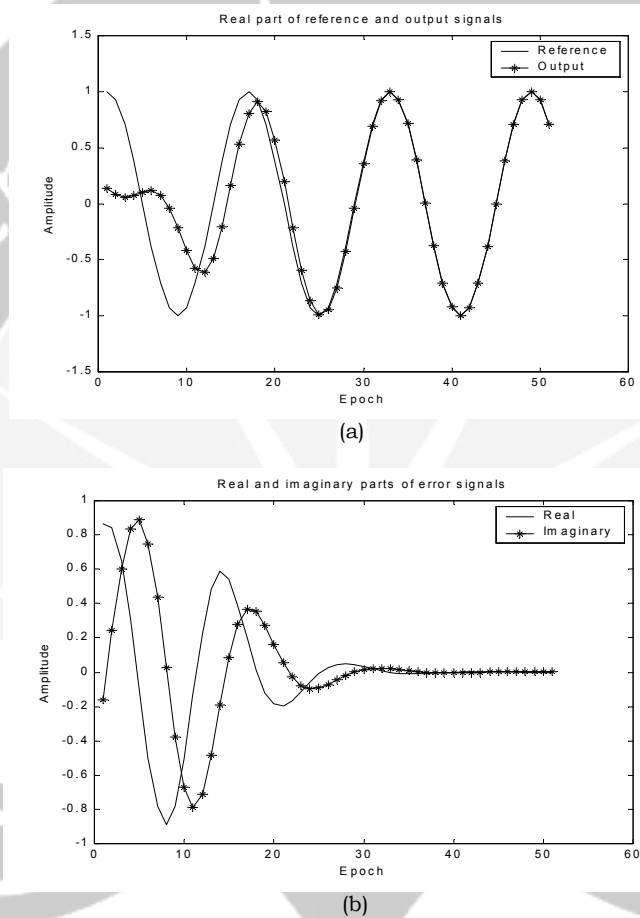 Real part of reference and output signals
1.5
1
0.5
0
-0.5
-1
-1.5
Amplitude
Reference
Output
0 10 20 30 40 50 60
Epoch
(a)
Real and imaginary parts of error signals
1
0.8
0.6
0.4
0.2
0
-0.2
-0.4
-0.6
-0.8
-1
Amplitude
Real
Imaginary
0 10 20 30 40 50 60
Epoch
(b)